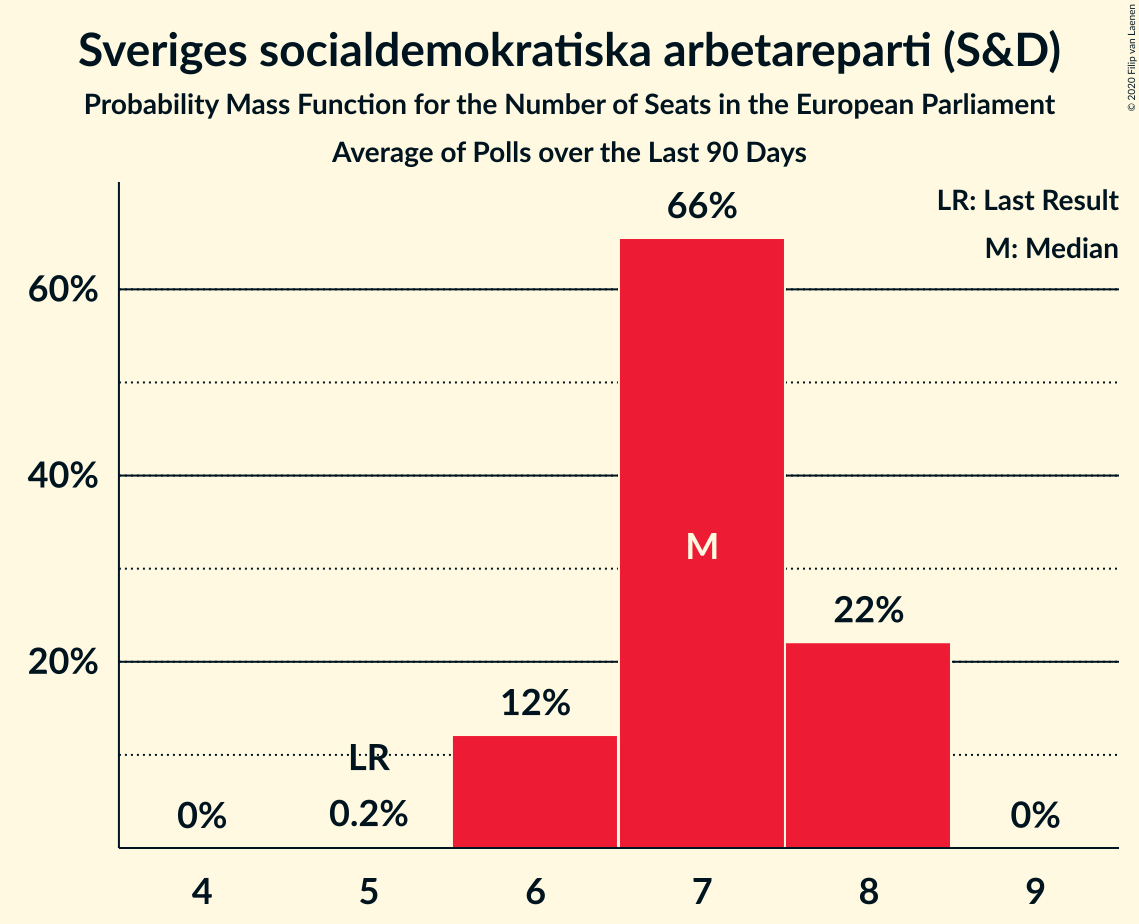 Sveriges socialdemokratiska arbetareparti (S&D)
Probability Mass Function for the Number of Seats in the European Parliament
Average of Polls over the Last 90 Days
© 2020 Filip van Laenen
LR: Last Result
M: Median
66%
60%
40%
M
22%
20%
12%
LR
0%
0.2%
0%
4
5
6
7
8
9